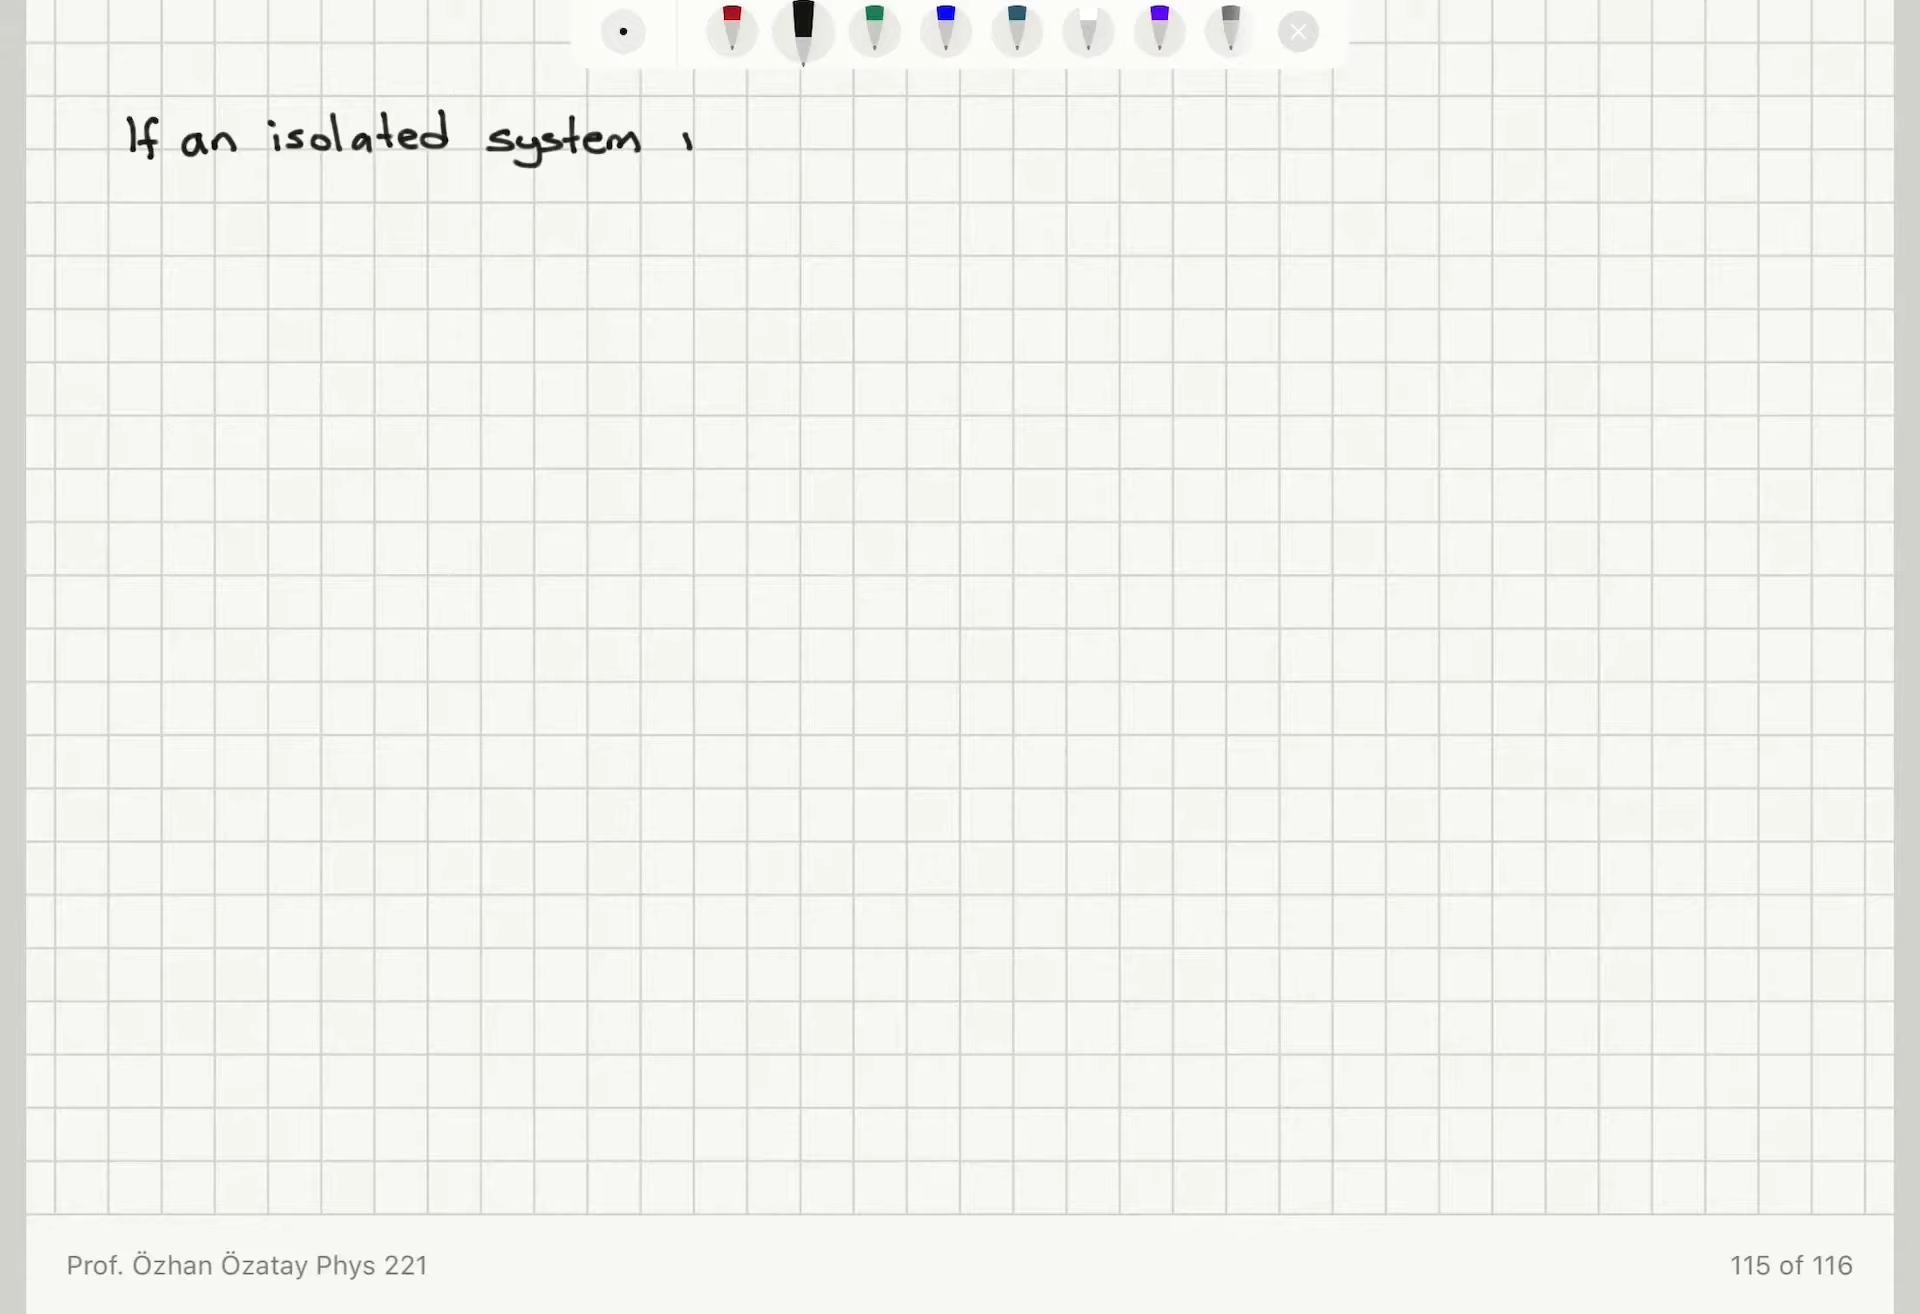 If an isolated system
Prof. Özhan Özatay Phys 221
115 of 116